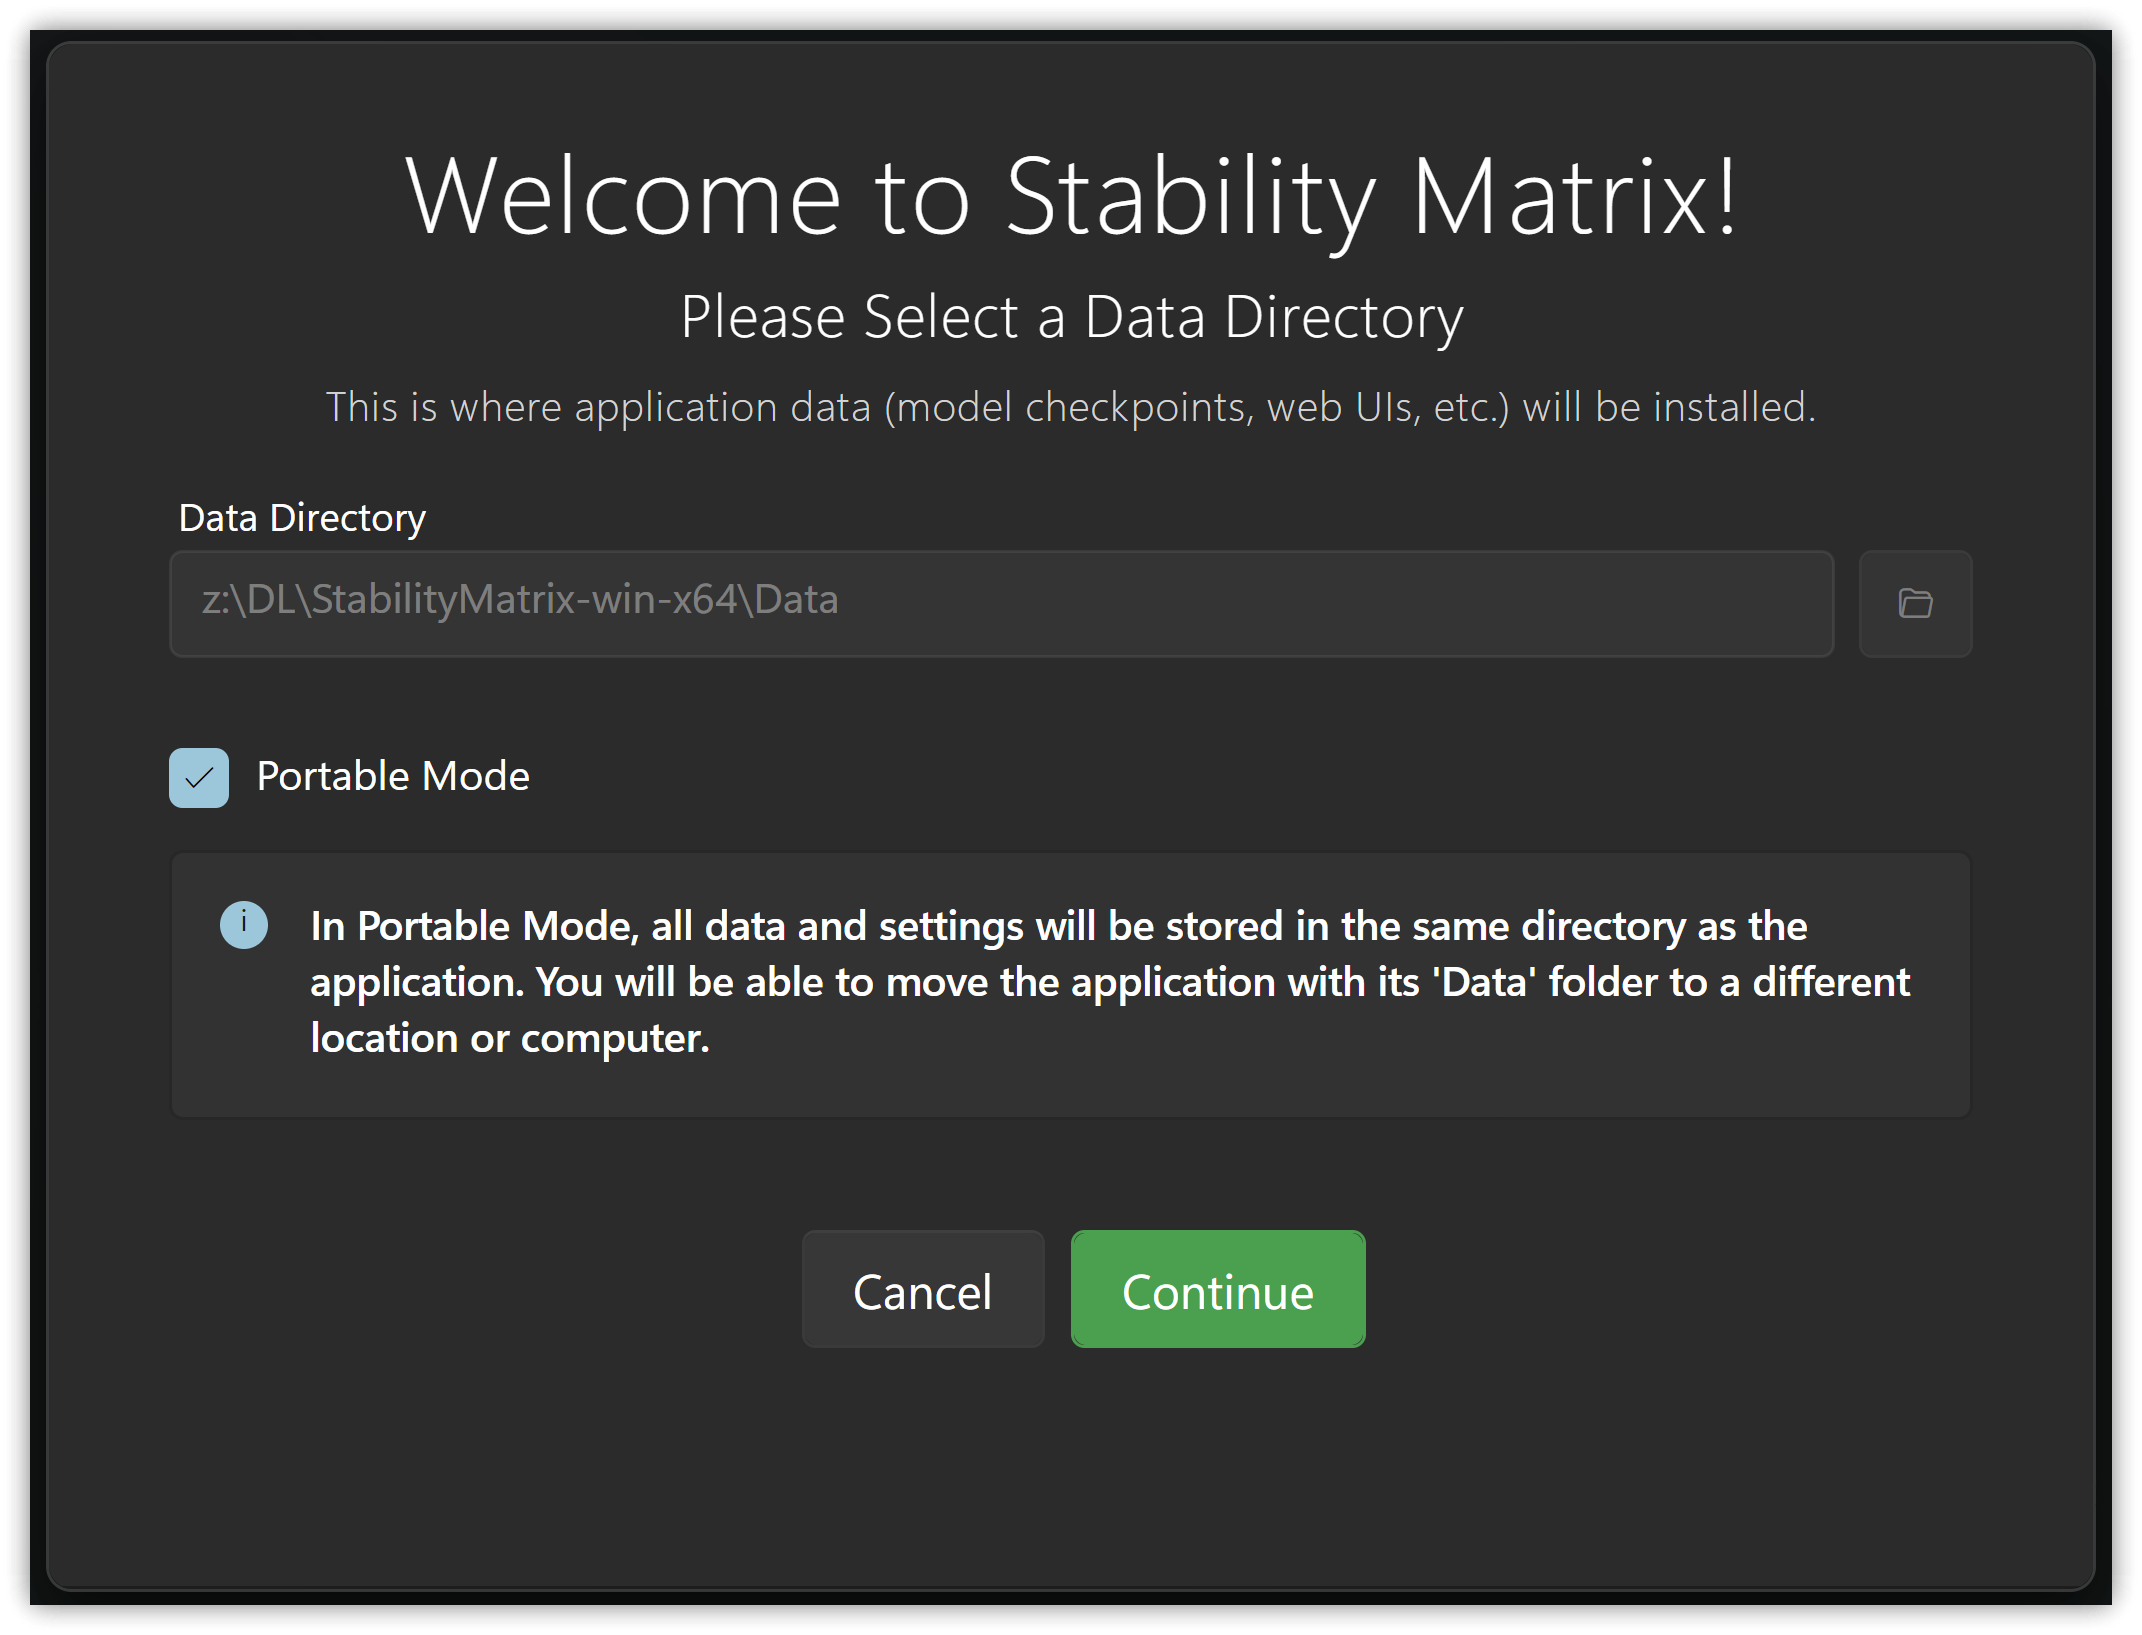 Welcome to Stability Matrix!
Please Select a Data Directory
This is where application data (model checkpoints, web UIs, etc.) will be installed.
Data Directory
z:\DL\StabilityMatrix-win-x64\Data
Portable Mode
In Portable Mode, all data and settings will be stored in the same directory as the
application. You will be able to move the application with its 'Data' folder to a different
location or computer.
Cancel
Continue